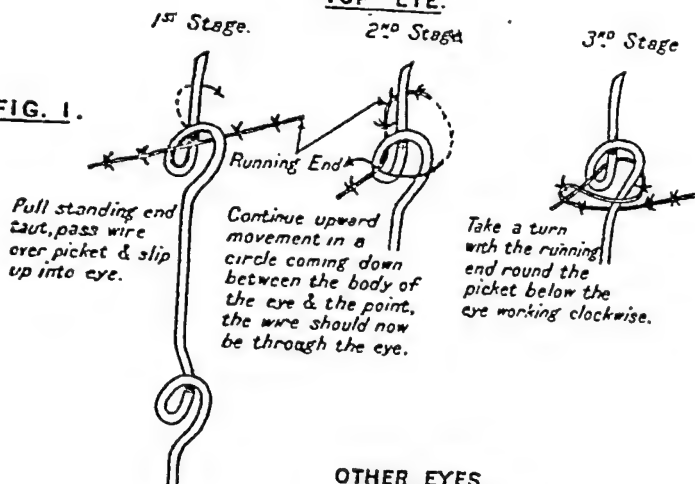 TOP EYE.
1ST Stage.
2ND Stage
3RD Stage
FIG. 1.
Running End
Pull standing end
taut, pass wire
over picket & slip
up into eye.
Continue upward
movement in a
circle coming down
between the body of
the eye & the point,
the wire should now
be through the eye.
Take a turn
with the running
end round the
picket below the
eye working clockwise.
OTHER EYES